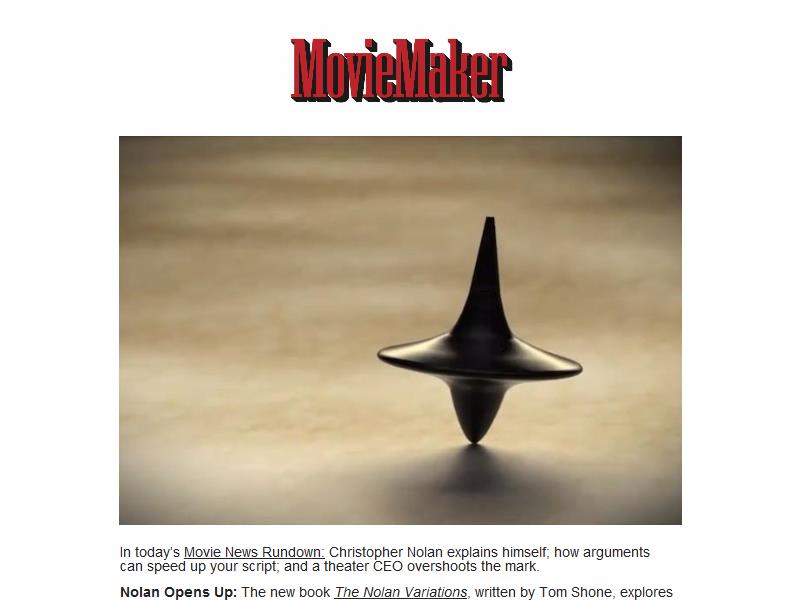 MovieMaker
In today’s Movie News Rundown: Christopher Nolan explains himself; how arguments
can speed up your script; and a theater CEO overshoots the mark.
Nolan Opens Up: The new book The Nolan Variations, written by Tom Shone, explores